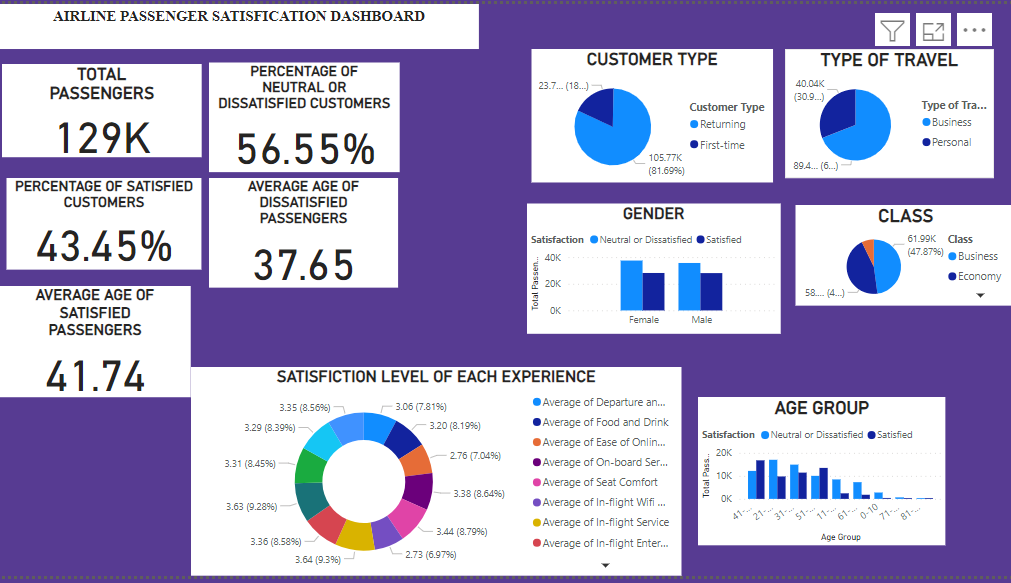 AIRLINE PASSENGER SATISFICATION DASHBOARD
TOTAL
PASSENGERS
129K
PERCENTAGE OF
NEUTRAL OR
DISSATISFIED CUSTOMERS
56.55%
PERCENTAGE OF SATISFIED
CUSTOMERS
43.45%
AVERAGE AGE OF
DISSATISFIED
PASSENGERS
37.65
AVERAGE AGE OF
SATISFIED
PASSENGERS
41.74
CUSTOMER TYPE
23.7... (18...)
105.77K
(81.69%)
Customer Type
Returning
First-time
TYPE OF TRAVEL
40.04K
(30.9...)
89.4... (6...)
Type of Tra...
Business
Personal
GENDER
Satisfaction Neutral or Dissatisfied Satisfied
Total Passen...
40K
20K
0K
Female Male
CLASS
61.99K
(47.87%)
58.... (4...)
Class
Business
Economy
SATISFICTION LEVEL OF EACH EXPERIENCE
3.06 (7.81%)
3.20 (8.19%)
2.76 (7.04%)
3.38 (8.64%)
3.44 (8.79%)
2.73 (6.97%)
3.64 (9.3%)
3.36 (8.58%)
3.63 (9.28%)
3.31 (8.45%)
3.29 (8.39%)
3.35 (8.56%)
Average of Departure an...
Average of Food and Drink
Average of Ease of Onlin...
Average of On-board Ser...
Average of Seat Comfort
Average of In-flight Wifi ...
Average of In-flight Service
Average of In-flight Enter...
AGE GROUP
Satisfaction Neutral or Dissatisfied Satisfied
Total Pass...
20K
10K
0K
41-... 21-... 31-... 51-... 11-... 61-... 0-10 71-... 81-...
Age Group